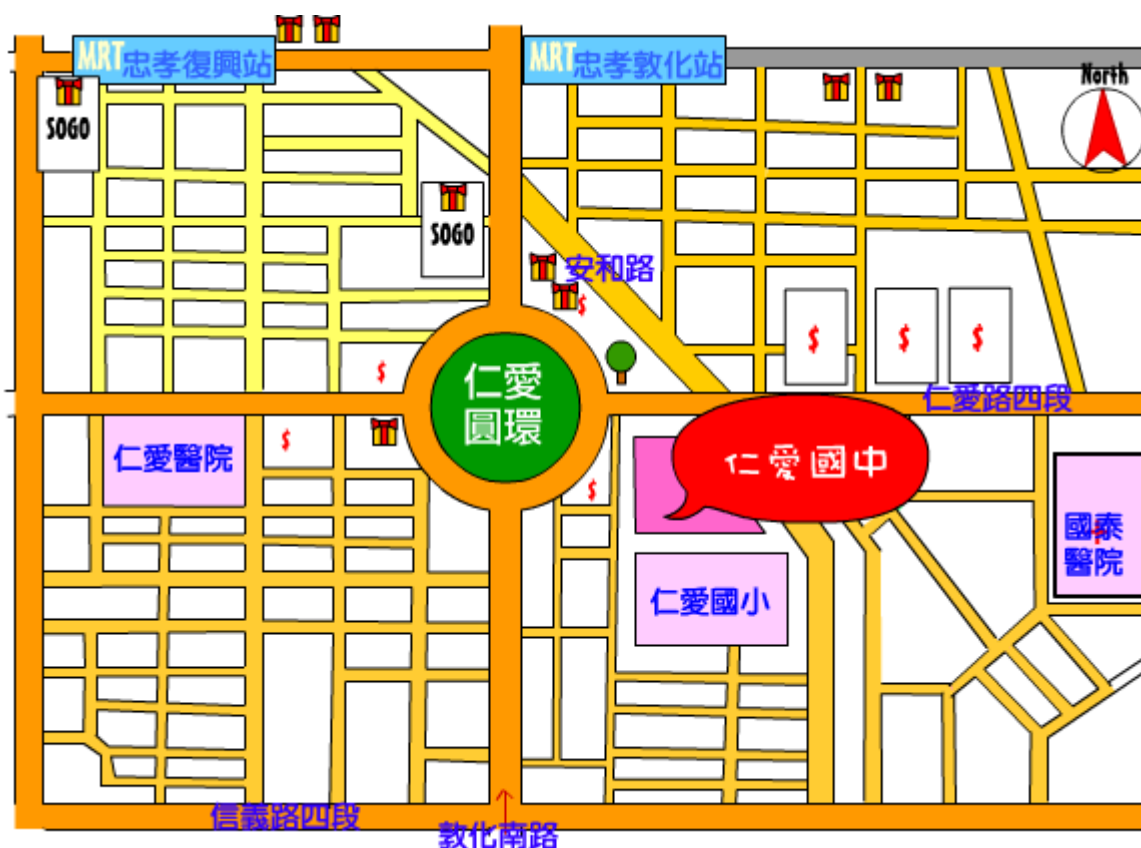 MRT忠孝復興站
MRT忠孝敦化站
North
SOGO
SOGO
安和路
$
$
$
$
$
仁愛
圓環
仁愛路四段
仁愛醫院
$
仁愛國中
$
國泰
醫院
仁愛國小
信義路四段
敦化南路